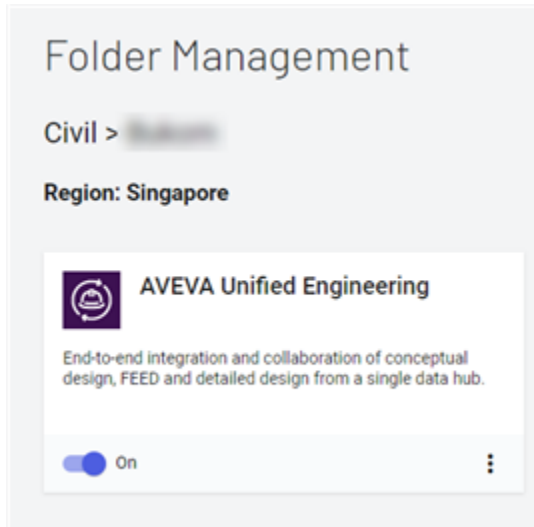 Folder Management
Civil >
Region: Singapore
AVEVA Unified Engineering
End-to-end integration and collaboration of conceptual
design, FEED and detailed design from a single data hub.
On